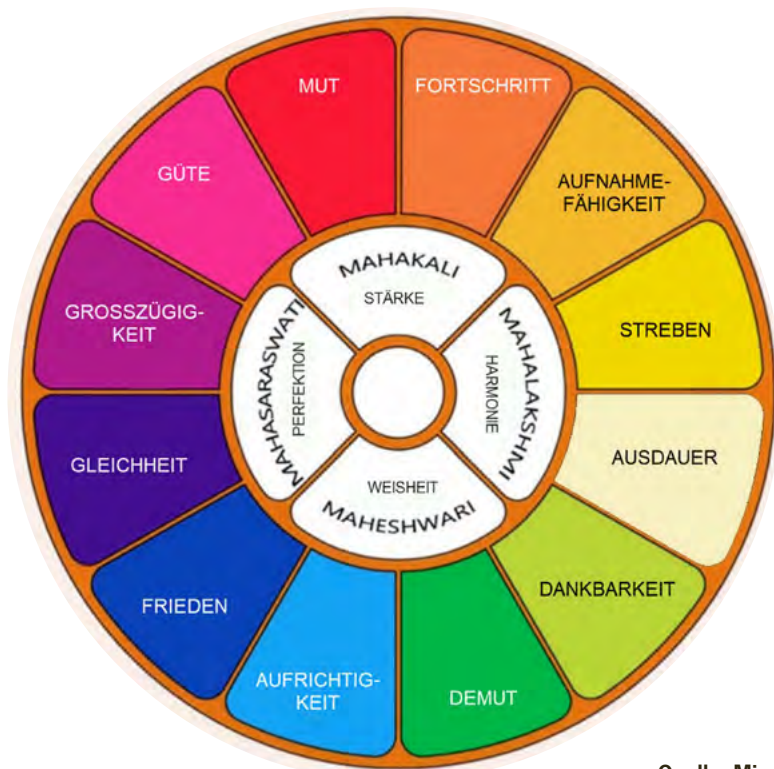 MUT
FORTSCHRITT
AUFNAHME-
FÄHIGKEIT
STREBEN
AUSDAUER
DANKBARKEIT
DEMUT
AUFRICHTIG-
KEIT
FRIEDEN
GLEICHHEIT
GROSSZÜGIG-
KEIT
GÜTE
MAHAKALI
STÄRKE
MAHALAKSHMI
HARMONIE
WEISHEIT
MAHESHWARI
MAHASARASWATI
PERFEKTION